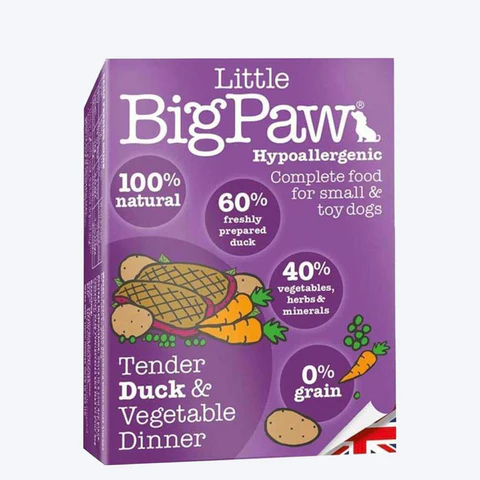 Little
BigPaw®
Hypoallergenic
Complete food
for small &
toy dogs
100%
natural
60%
freshly
prepared
duck
40%
vegetables,
herbs &
minerals
0%
grain
Tender
Duck &
Vegetable
Dinner